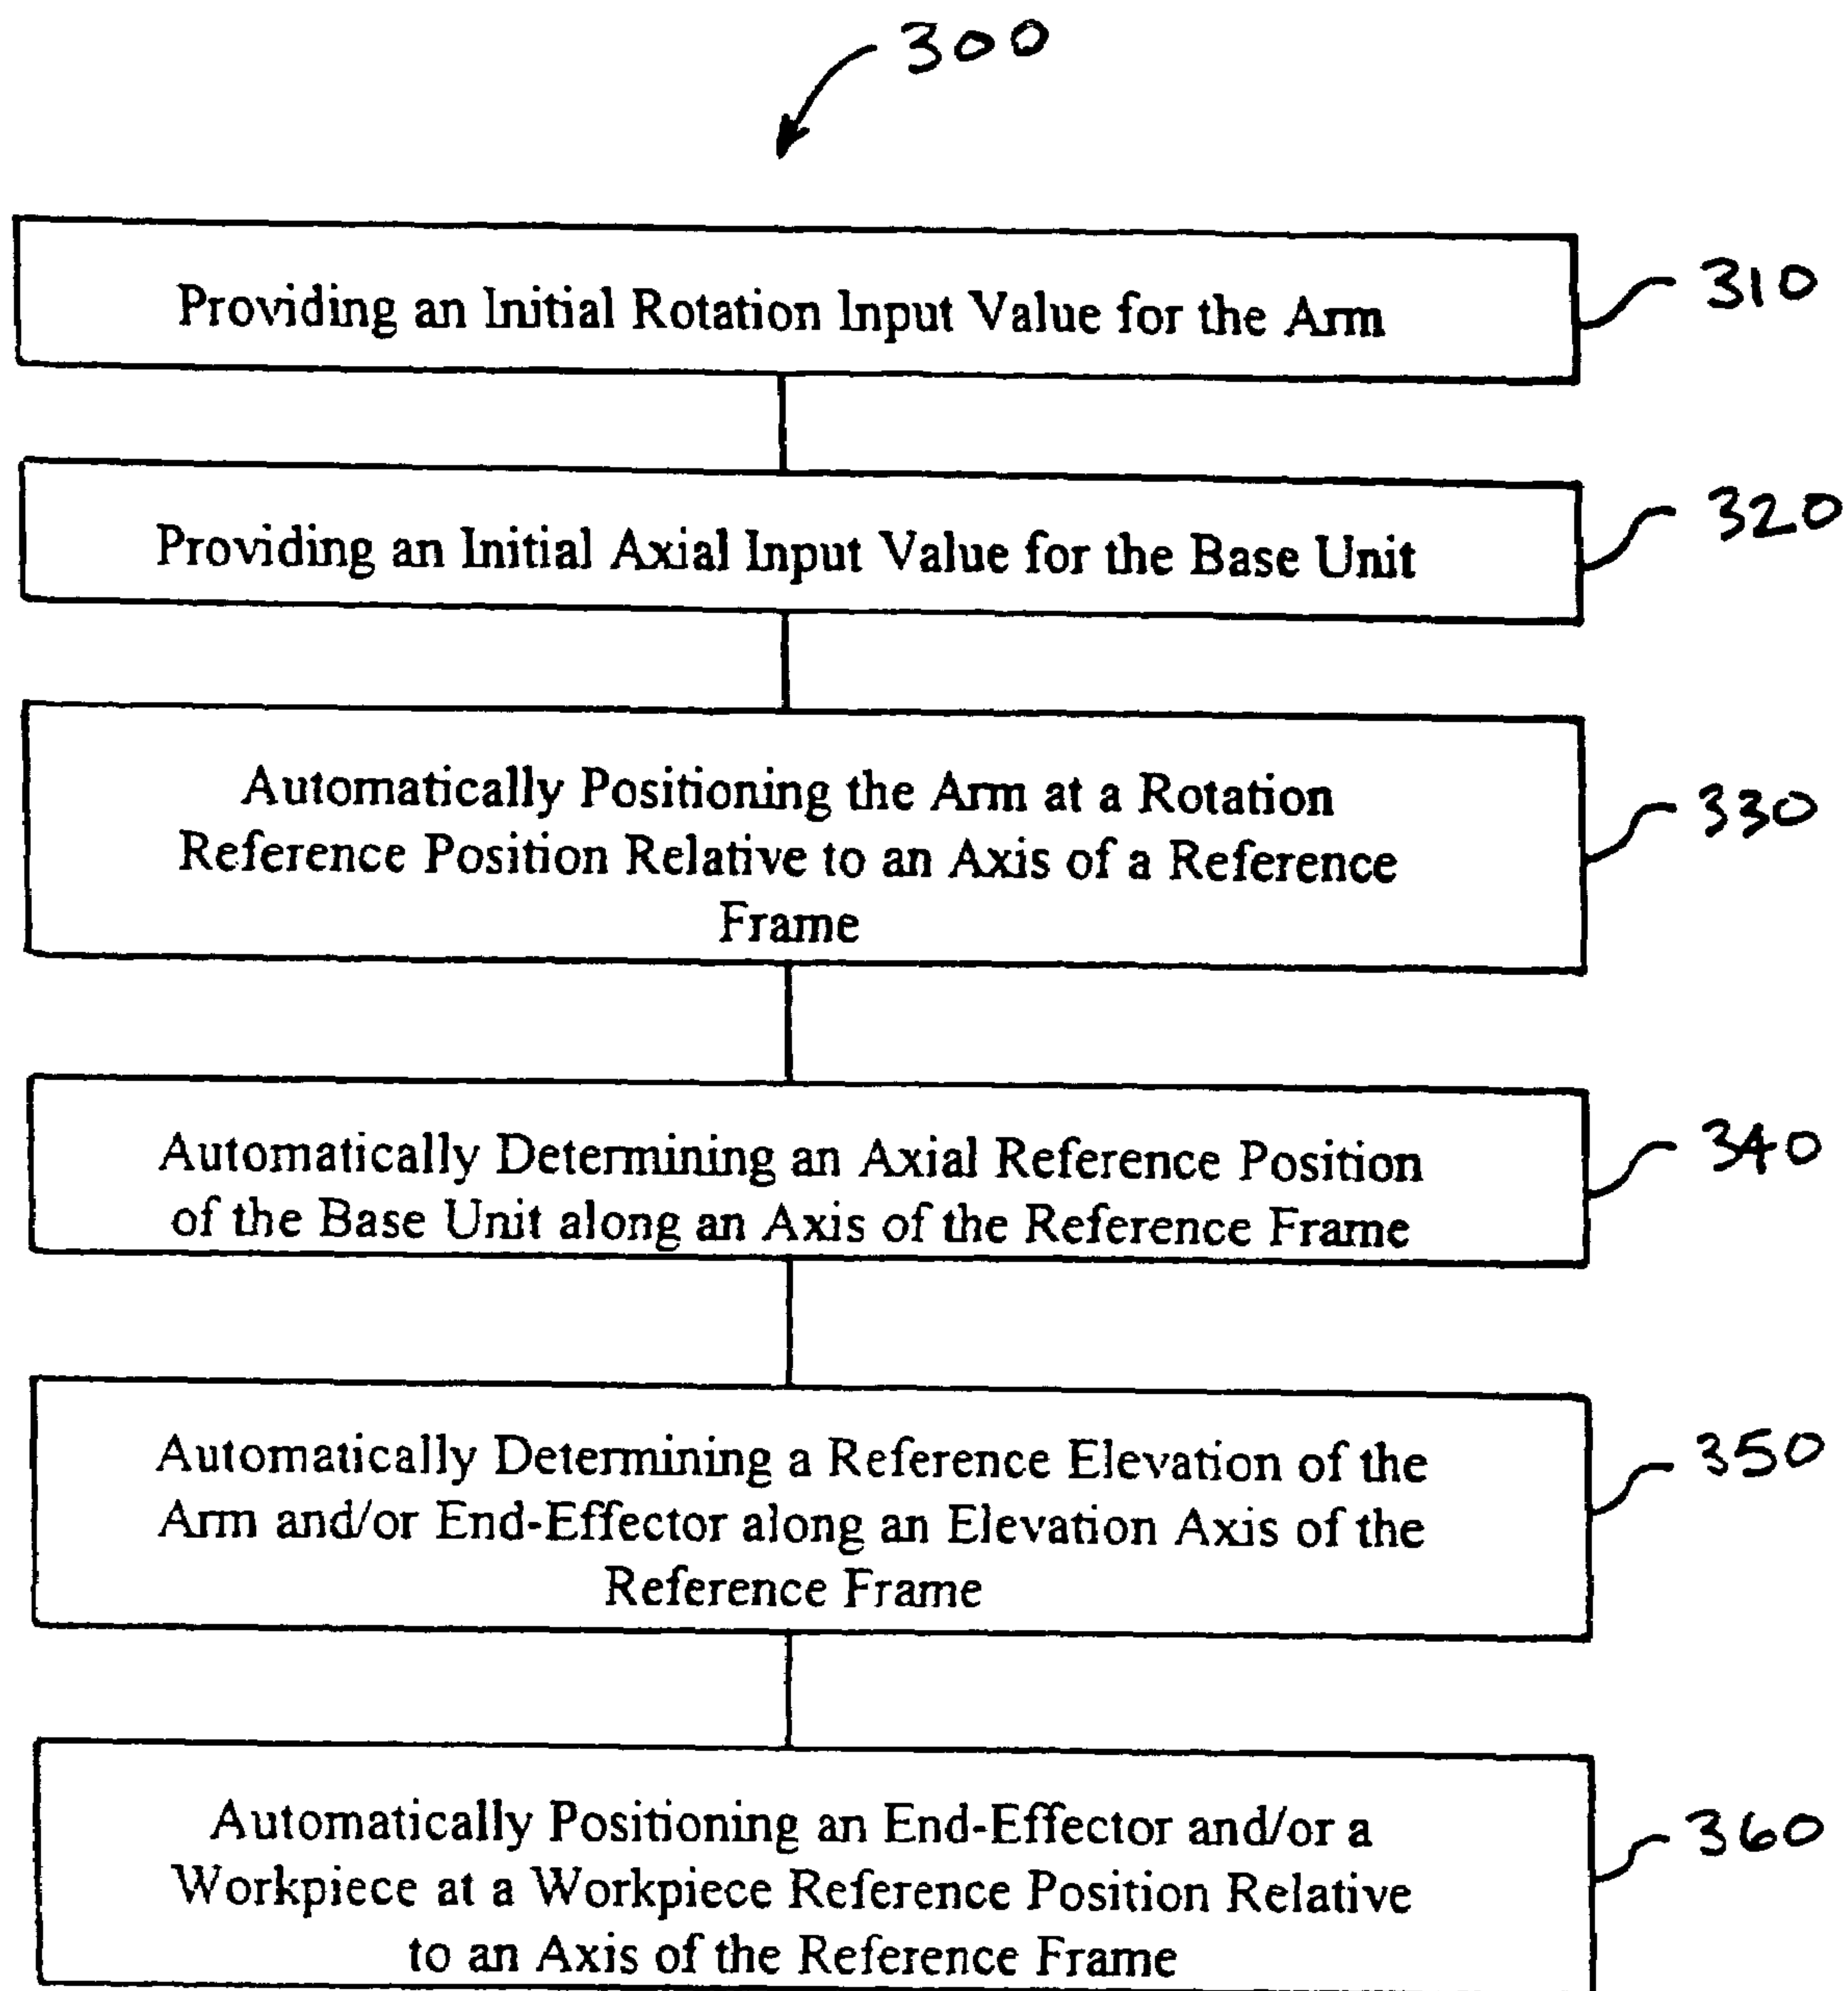 300
Providing an Initial Rotation Input Value for the Arm
310
Providing an Initial Axial Input Value for the Base Unit
320
Automatically Positioning the Arm at a Rotation
Reference Position Relative to an Axis of a Reference
Frame
330
Automatically Determining an Axial Reference Position
of the Base Unit along an Axis of the Reference Frame
340
Automatically Determining a Reference Elevation of the
Arm and/or End-Effector along an Elevation Axis of the
Reference Frame
350
Automatically Positioning an End-Effector and/or a
Workpiece at a Workpiece Reference Position Relative
to an Axis of the Reference Frame
360